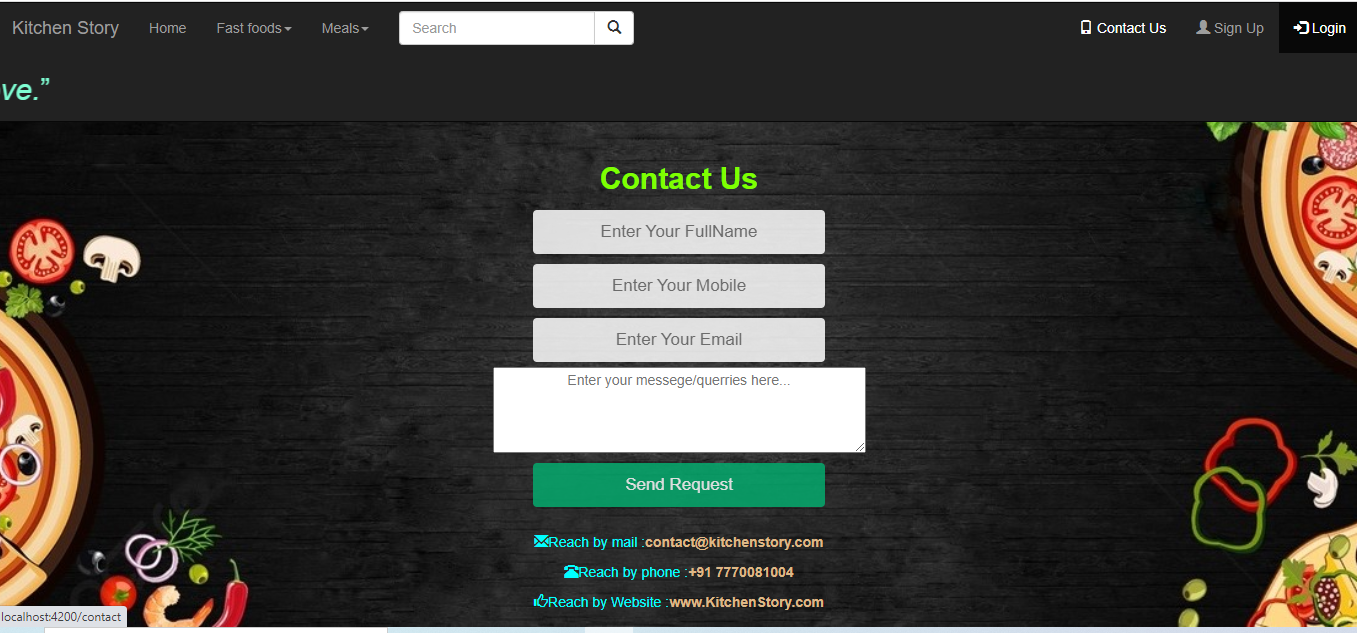 Kitchen Story Home Fast foods Meals Search Contact Us Sign Up Login
ve.”
Contact Us
Enter Your FullName
Enter Your Mobile
Enter Your Email
Enter your messege/querries here...
Send Request
Reach by mail :contact@kitchenstory.com
Reach by phone :+91 7770081004
Reach by Website :www.KitchenStory.com
localhost:4200/contact